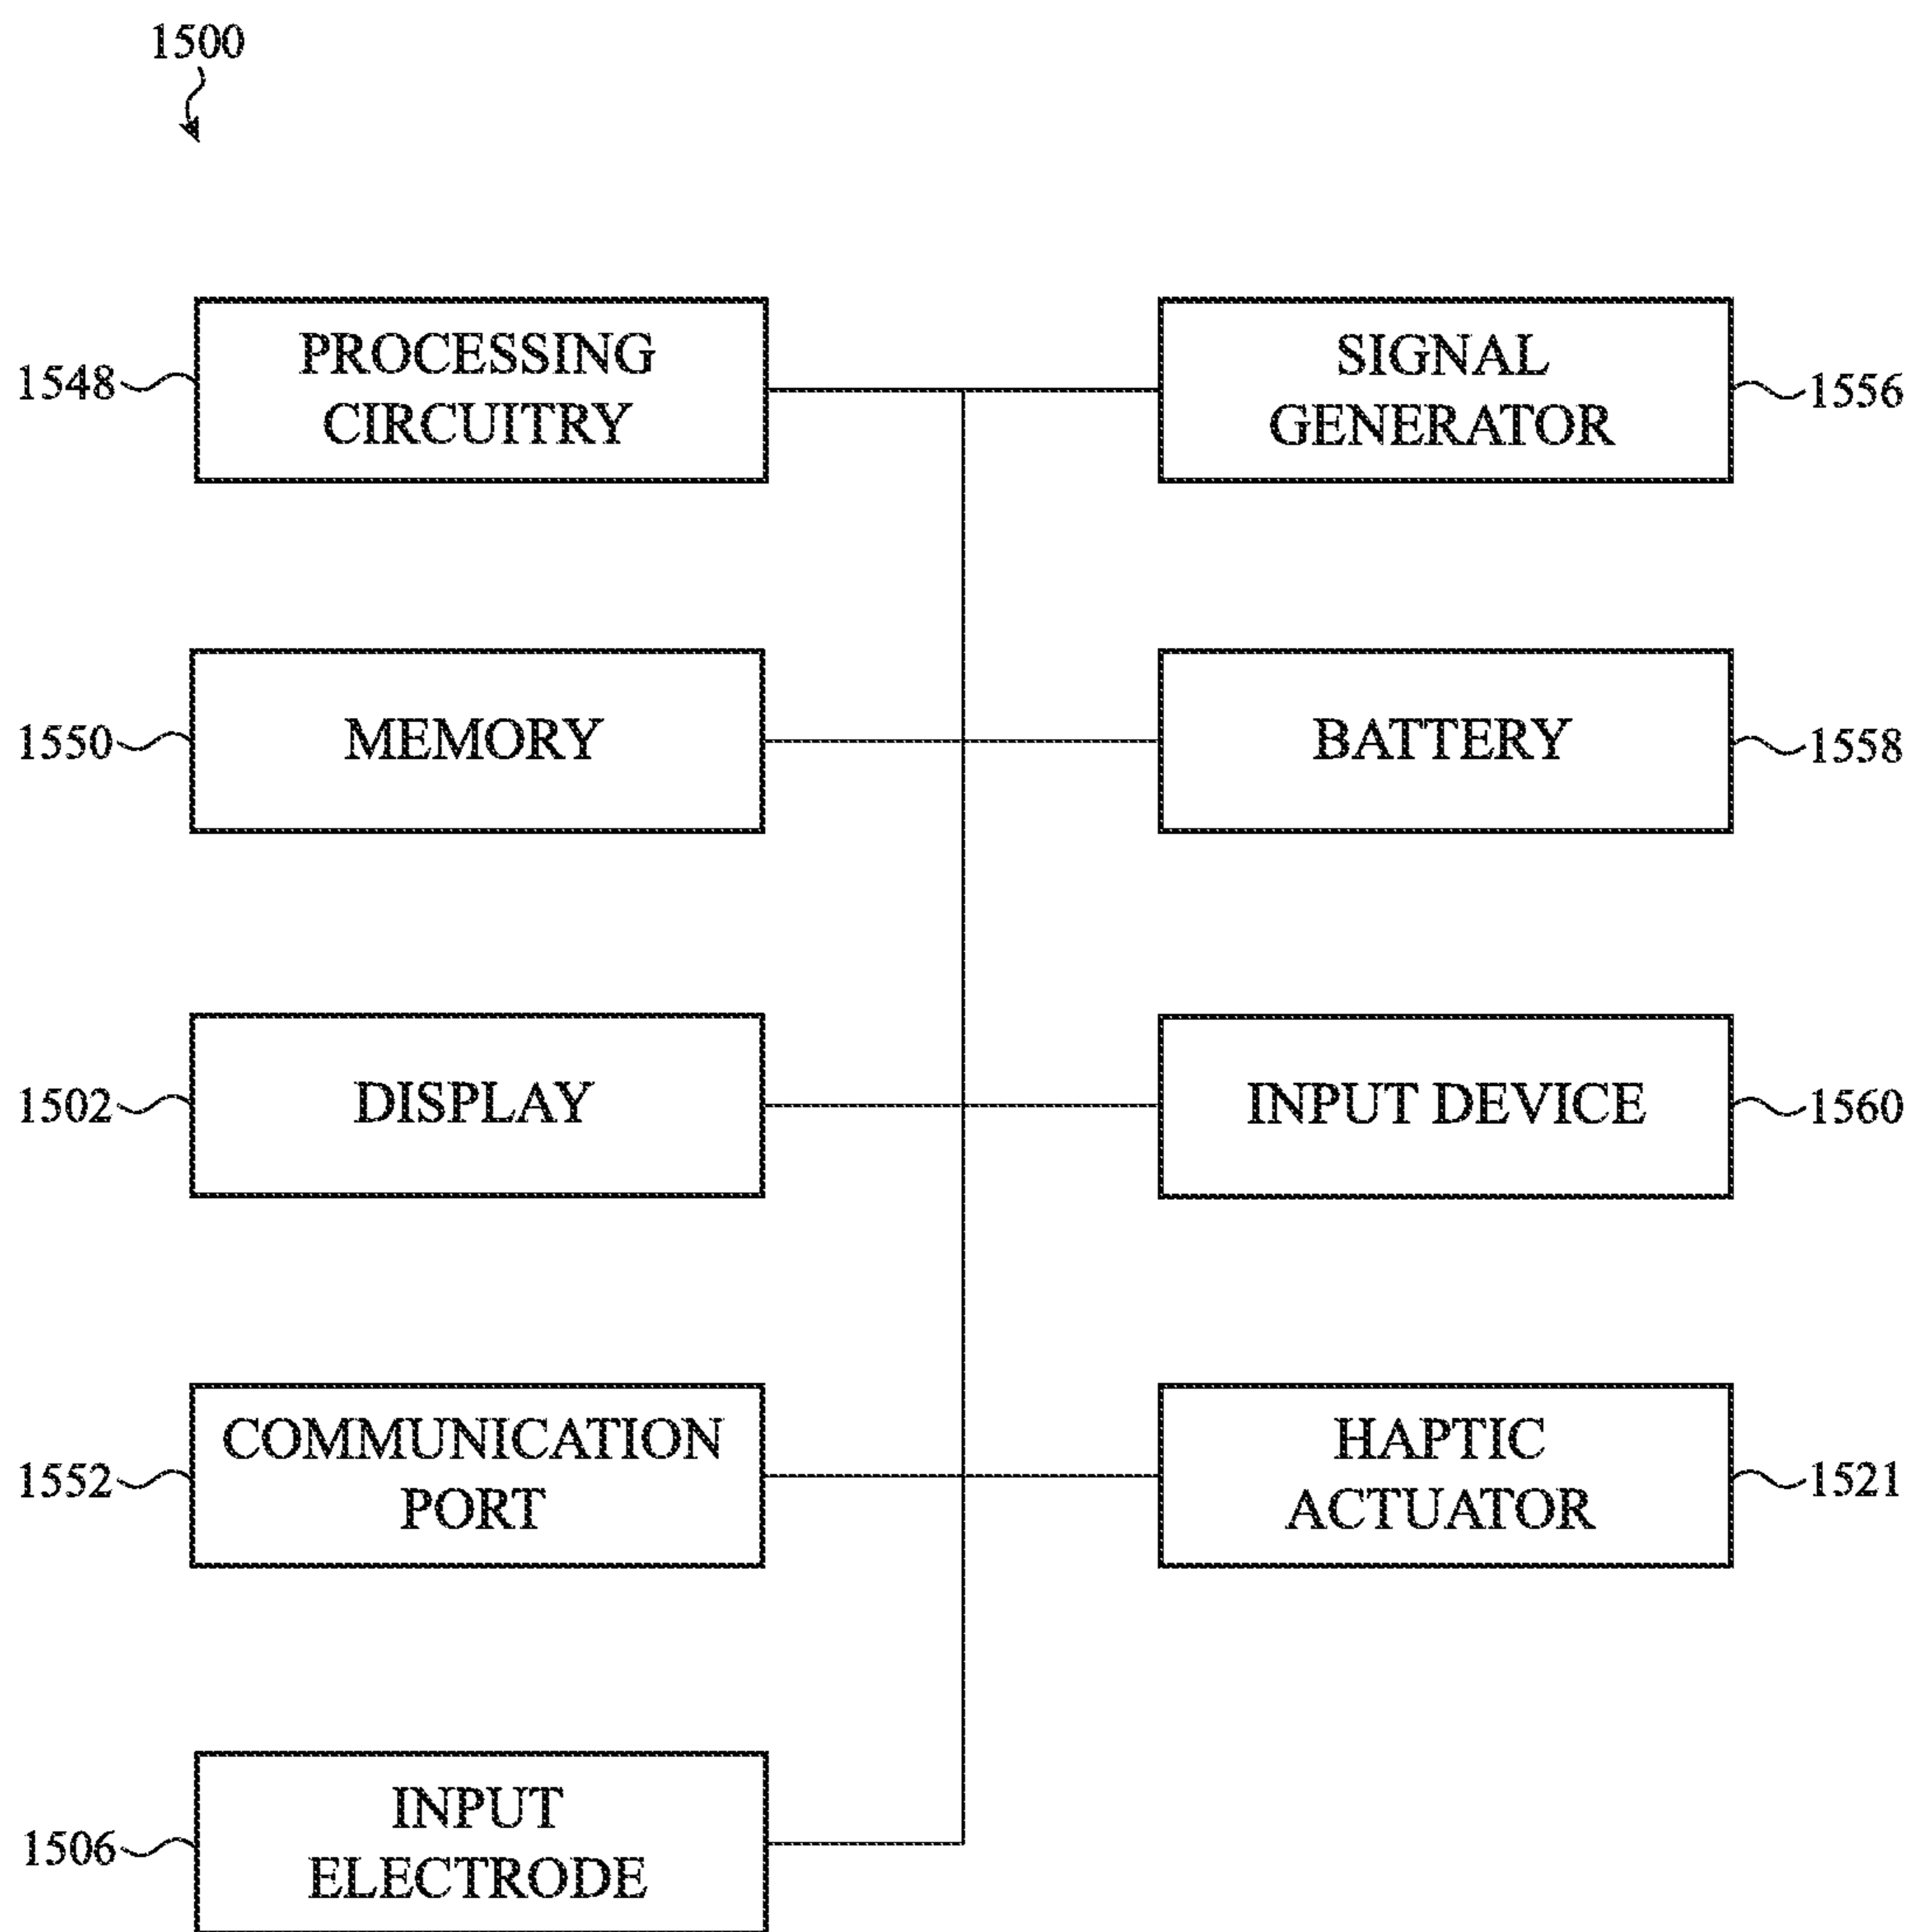 1500
1548
PROCESSING
CIRCUITRY
SIGNAL
GENERATOR
1556
1550
MEMORY
BATTERY
1558
1502
DISPLAY
INPUT DEVICE
1560
1552
COMMUNICATION
PORT
HAPTIC
ACTUATOR
1521
1506
INPUT
ELECTRODE